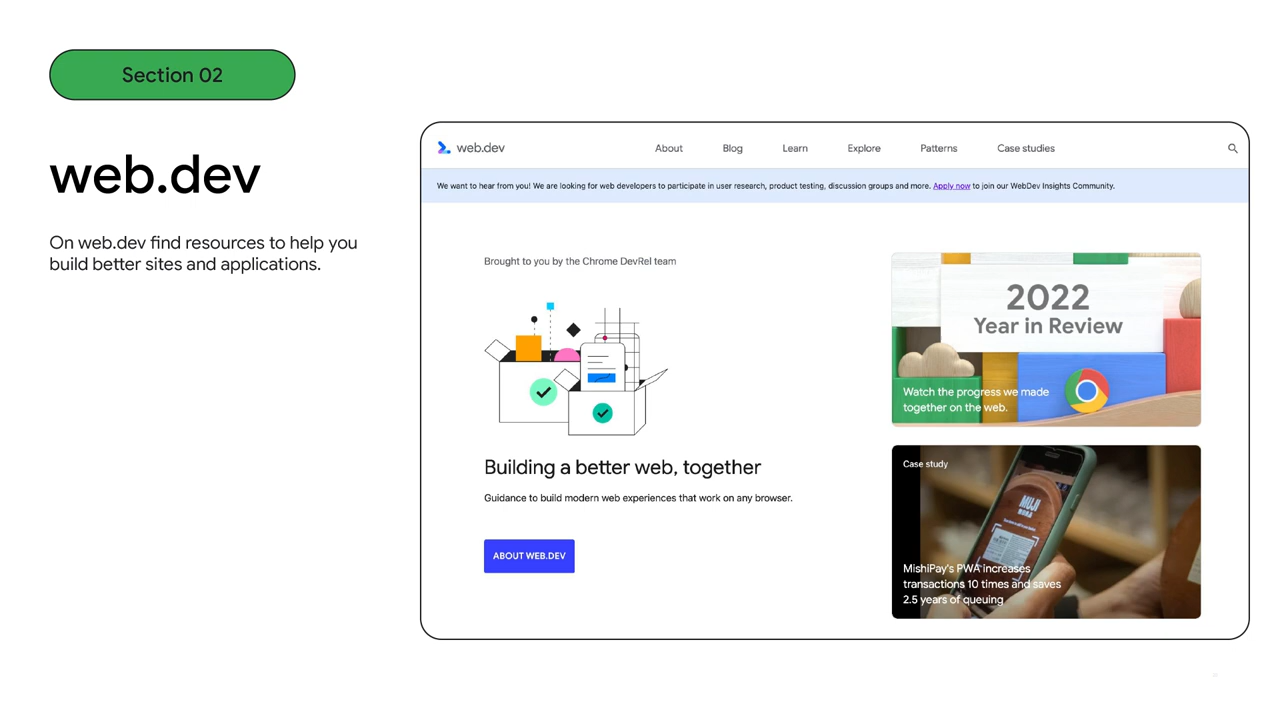 Section 02
web.dev
On web.dev find resources to help you
build better sites and applications.
web.dev
About
Blog
Learn
Explore
Patterns
Case studies
We want to hear from you! We are looking for web developers to participate in user research, product testing, discussion groups and more. Apply now to join our WebDev Insights Community.
Brought to you by the Chrome DevRel team
Building a better web, together
Guidance to build modern web experiences that work on any browser.
ABOUT WEB.DEV
2022
Year in Review
Watch the progress we made
together on the web.
Case study
MUJI
MishiPay's PWA increases
transactions 10 times and saves
2.5 years of queuing